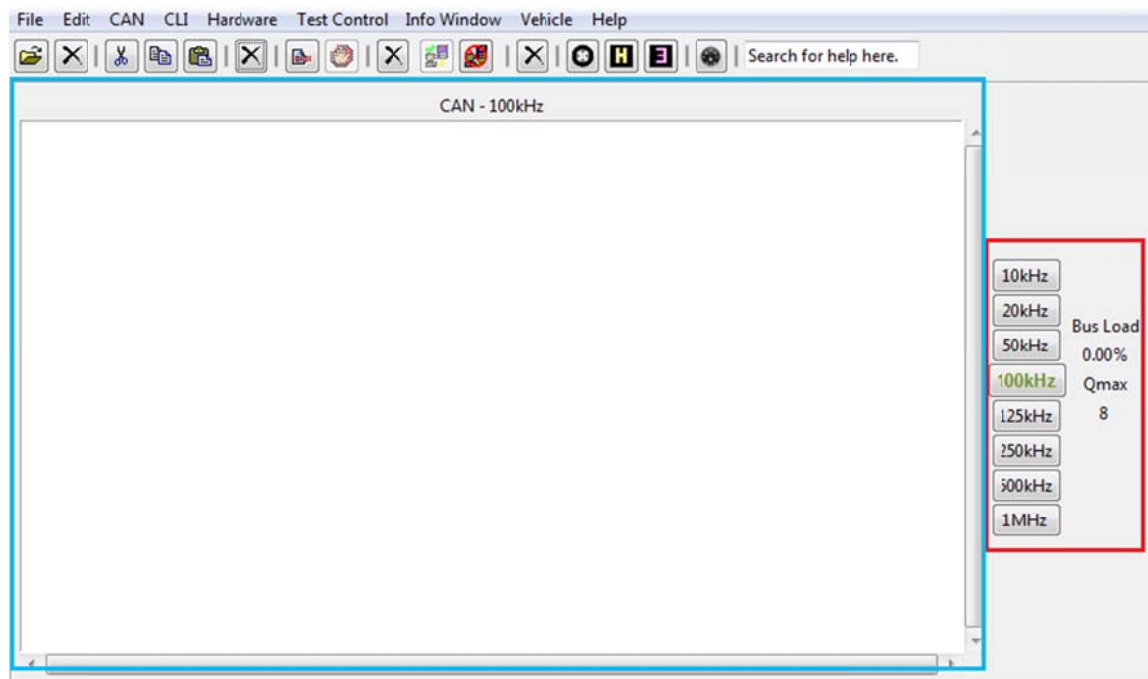 File Edit CAN CLI Hardware Test Control Info Window Vehicle Help
Search for help here.
CAN - 100kHz
10kHz
20kHz
50kHz
100kHz
125kHz
250kHz
500kHz
1MHz
Bus Load
0.00%
Qmax
8